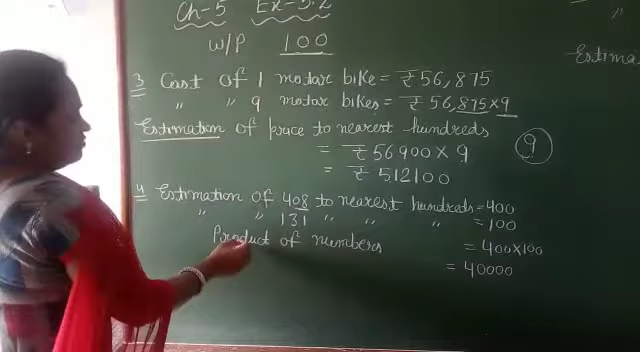 Ch-5 Ex-5.2
W/P 100
3 Cost of 1 motor bike = ₹56,875
" " 9 motor bikes = ₹56,875×9
Estimation of price to nearest hundreds
= ₹56900×9
= ₹512100
9
4 Estimation of 408 to nearest hundreds=400
" " 131 " " " =100
Product of numbers =400×100
=40000
"
Estima